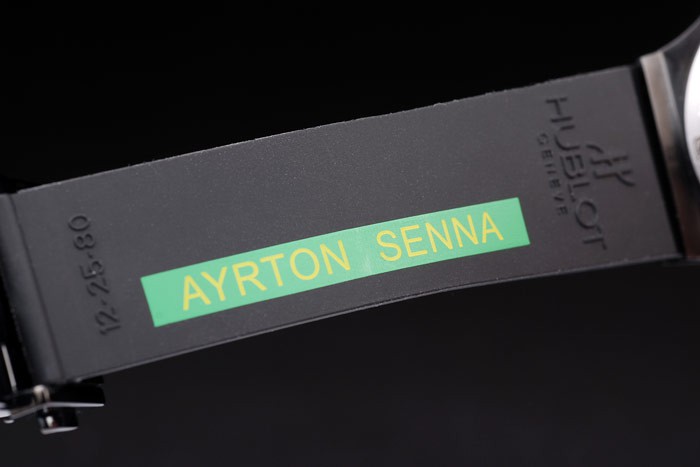 12-25-80
AYRTON SENNA
HUBLOT
GENEVE